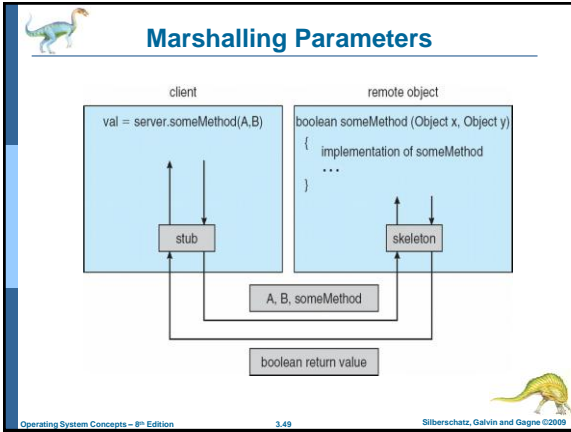 Marshalling Parameters
client
remote object
val = server.someMethod(A,B)
boolean someMethod (Object x, Object y)
{
implementation of someMethod
...
}
stub
skeleton
A, B, someMethod
boolean return value
Operating System Concepts – 8th Edition
3.49
Silberschatz, Galvin and Gagne ©2009